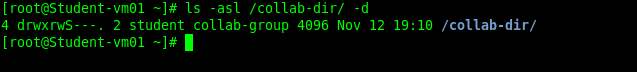 [root@Student-vm01 ~]# ls -asl /collab-dir/ -d
4 drwxrwS---. 2 student collab-group 4096 Nov 12 19:10 /collab-dir/
[root@Student-vm01 ~]#